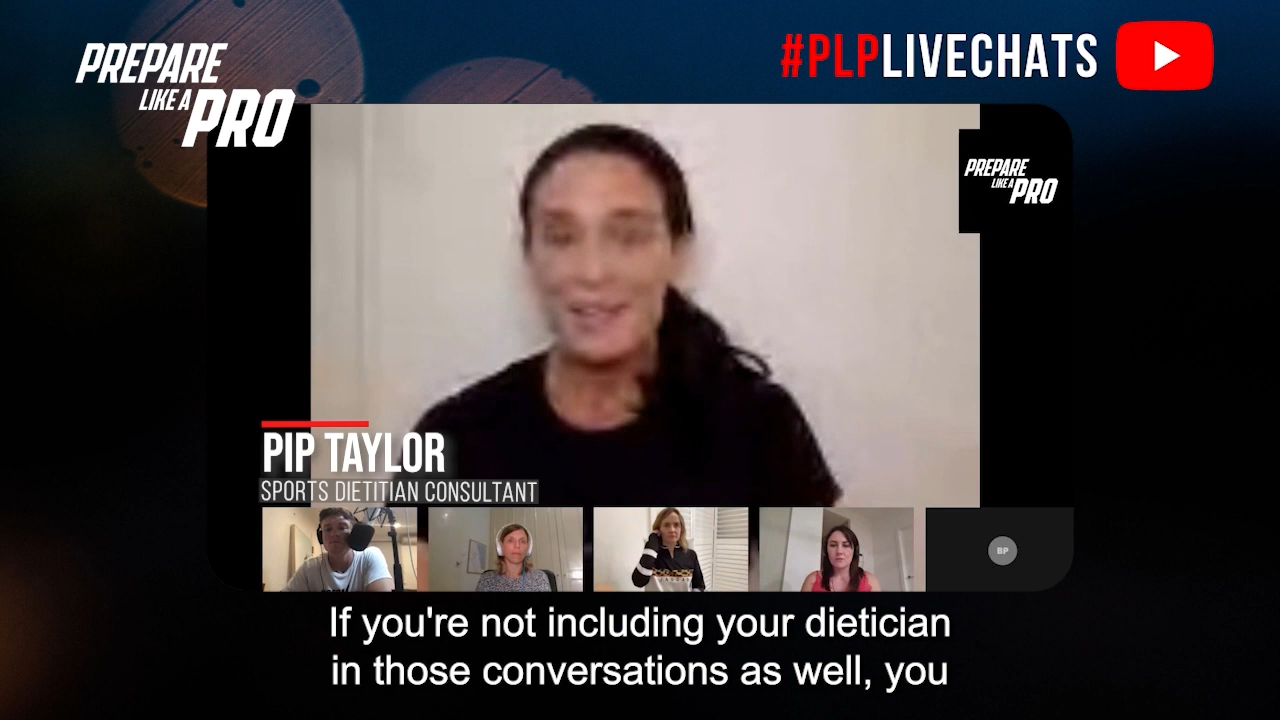 PREPARE
LIKE A
PRO
#PLPLIVECHATS
PREPARE
LIKE A
PRO
PIP TAYLOR
SPORTS DIETITIAN CONSULTANT
BP
If you're not including your dietician
in those conversations as well, you